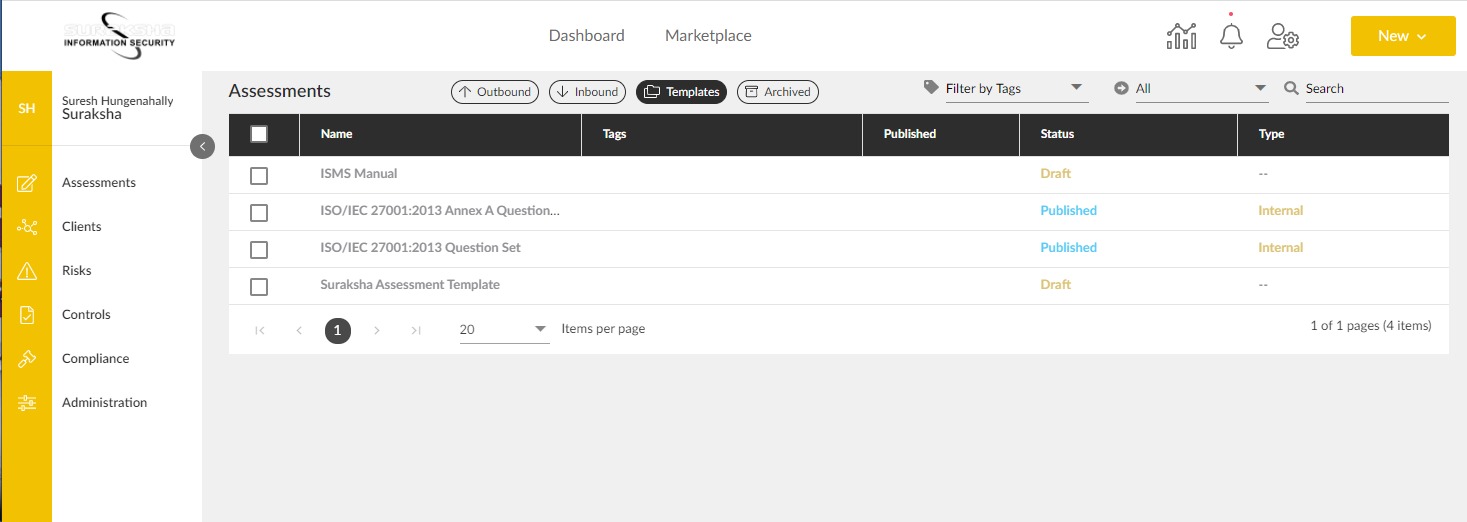 SURAKSHA
INFORMATION SECURITY
Dashboard Marketplace
New
SH
Suresh Hungenahally
Suraksha
Assessments
Clients
Risks
Controls
Compliance
Administration
Assessments Outbound Inbound Templates Archived Filter by Tags All Search
Name Tags Published Status Type
ISMS Manual Draft --
ISO/IEC 27001:2013 Annex A Question... Published Internal
ISO/IEC 27001:2013 Question Set Published Internal
Suraksha Assessment Template Draft --
1 20 Items per page 1 of 1 pages (4 items)